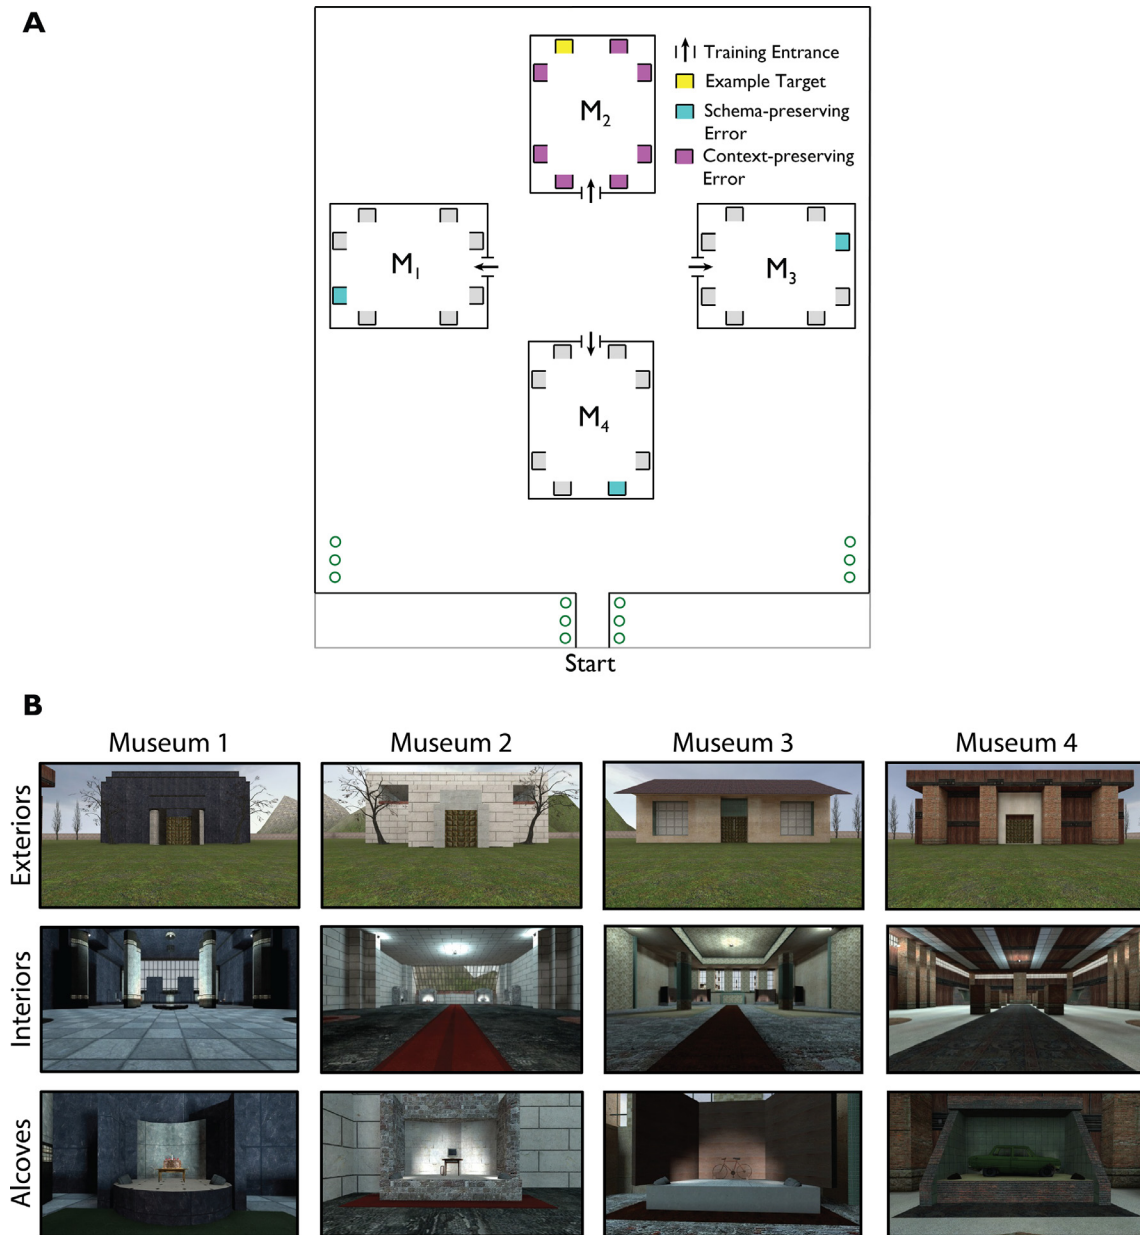 A
Training Entrance
Example Target
Schema-preserving
Error
Context-preserving
Error
M2
M1
M3
M4
Start
B
Museum 1
Museum 2
Museum 3
Museum 4
Exteriors
Interiors
Alcoves